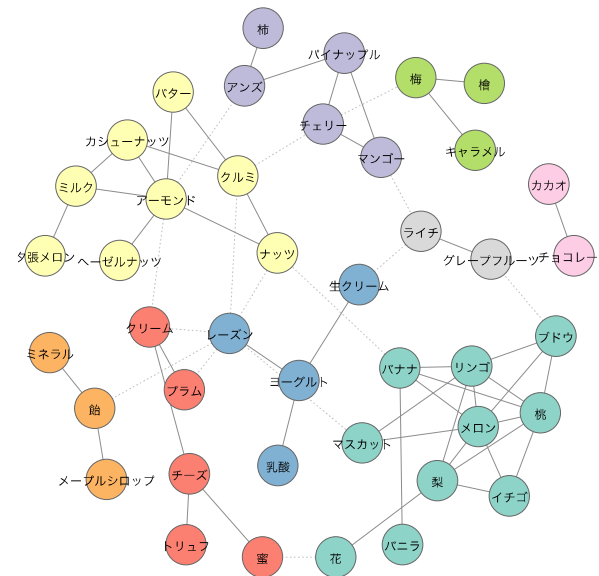 柿
パイナップル
梅
檜
アンズ
バター
チェリー
カシューナッツ
キャラメル
マンゴー
クルミ
ミルク
アーモンド
カカオ
ライチ
夕張メロン
ヘーゼルナッツ
ナッツ
グレープフルーツ
チョコレー
生クリーム
クリーム
レーズン
ブドウ
ミネラル
バナナ
リンゴ
ヨーグルト
プラム
飴
桃
メロン
マスカット
乳酸
チーズ
メープルシロップ
梨
イチゴ
トリュフ
バニラ
蜜
花